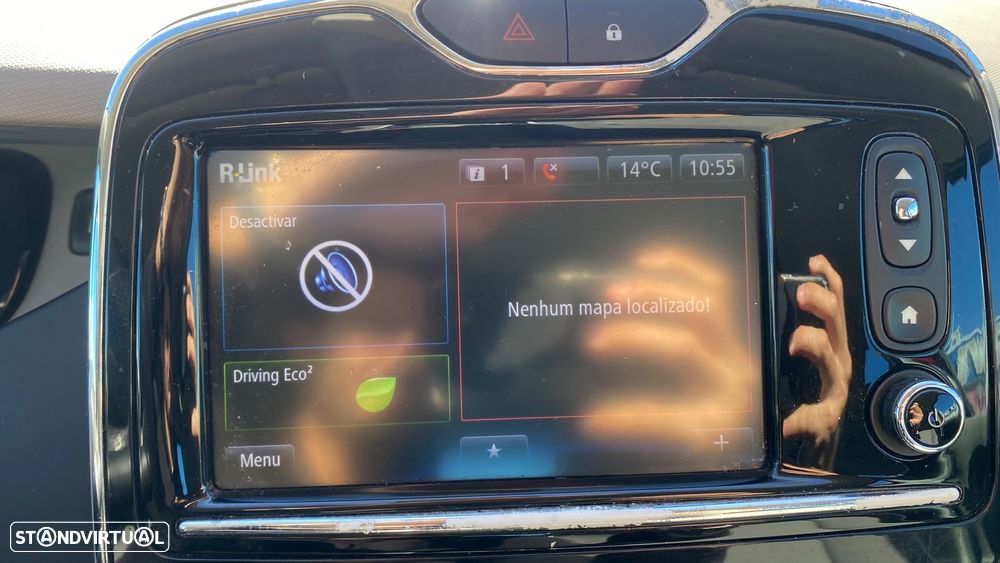 R-Link
1
14°C
10:55
Desactivar
Nenhum mapa localizado!
Driving Eco²
Menu
STANDVIRTUAL